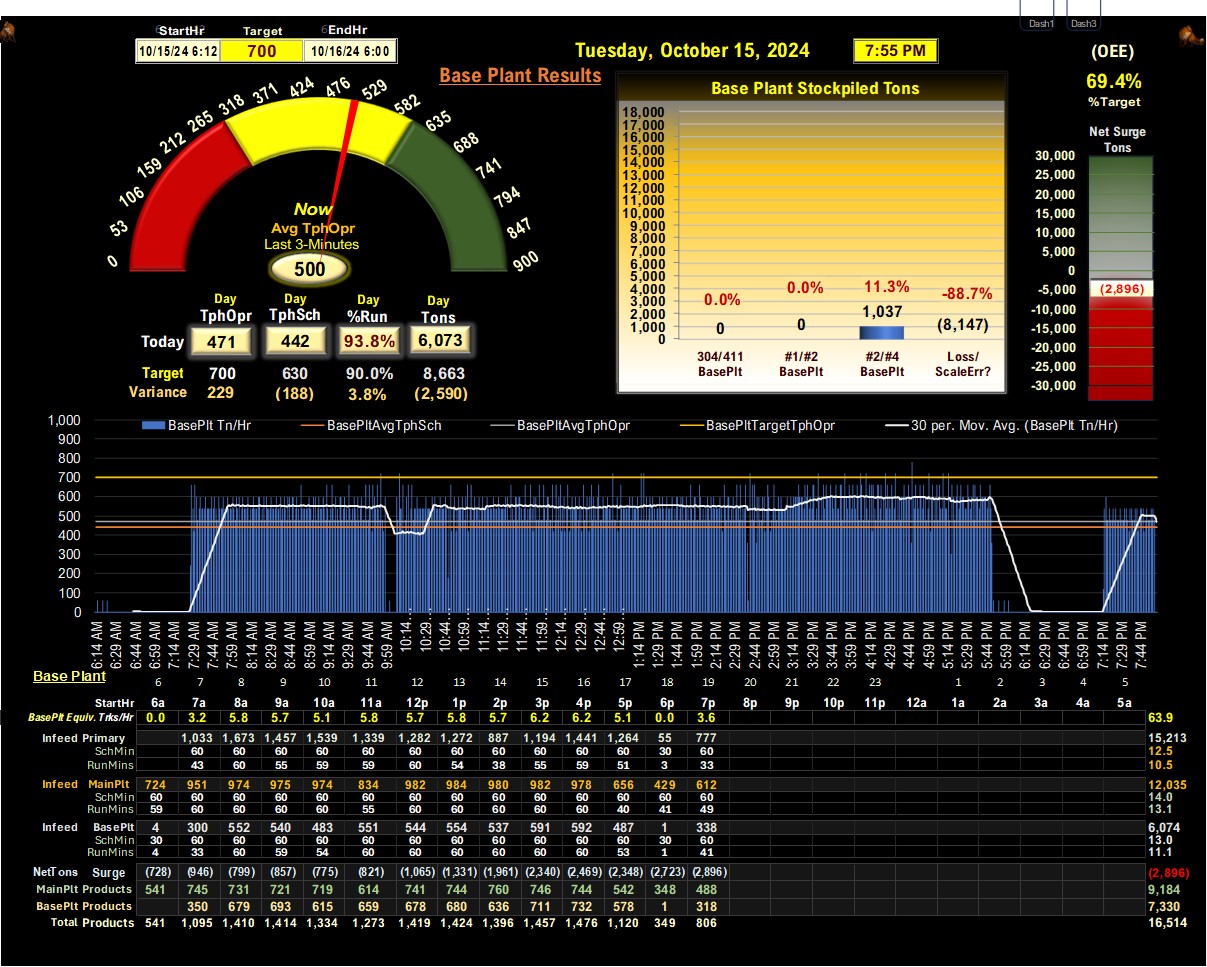 Dash1 Dash3
StartHr Target EndHr
10/15/24 6:12 700 10/16/24 6:00
Tuesday, October 15, 2024 7:55 PM
(OEE)
69.4%
%Target
Base Plant Results
0 53 106 159 212 265 318 371 424 476 529 582 635 688 741 794 847 900
Now
Avg TphOpr
Last 3-Minutes
500
Day Day Day Day
TphOpr TphSch %Run Tons
Today 471 442 93.8% 6,073
Target 700 630 90.0% 8,663
Variance 229 (188) 3.8% (2,590)
Base Plant Stockpiled Tons
18,000
17,000
16,000
15,000
14,000
13,000
12,000
11,000
10,000
9,000
8,000
7,000
6,000
5,000
4,000
3,000
2,000
1,000
0
0.0% 0.0% 11.3% -88.7%
0 0 1,037 (8,147)
304/411 #1/#2 #2/#4 Loss/
BasePlt BasePlt BasePlt ScaleErr?
Net Surge
Tons
30,000
25,000
20,000
15,000
10,000
5,000
0
-5,000
-10,000
-15,000
-20,000
-25,000
-30,000
(2,896)
BasePlt Tn/Hr BasePltAvgTphSch BasePltAvgTphOpr BasePltTargetTphOpr 30 per. Mov. Avg. (BasePlt Tn/Hr)
1,000
900
800
700
600
500
400
300
200
100
0
6:14 AM 6:29 AM 6:44 AM 6:59 AM 7:14 AM 7:29 AM 7:44 AM 7:59 AM 8:14 AM 8:29 AM 8:44 AM 8:59 AM 9:14 AM 9:29 AM 9:44 AM 9:59 AM 10:14... 10:29... 10:44... 10:59... 11:14... 11:29... 11:44... 11:59... 12:14... 12:29... 12:44... 12:59... 1:14 PM 1:29 PM 1:44 PM 1:59 PM 2:14 PM 2:29 PM 2:44 PM 2:59 PM 3:14 PM 3:29 PM 3:44 PM 3:59 PM 4:14 PM 4:29 PM 4:44 PM 4:59 PM 5:14 PM 5:29 PM 5:44 PM 5:59 PM 6:14 PM 6:29 PM 6:44 PM 6:59 PM 7:14 PM 7:29 PM 7:44 PM
Base Plant
6 7 8 9 10 11 12 13 14 15 16 17 18 19 20 21 22 23 1 2 3 4 5
StartHr 6a 7a 8a 9a 10a 11a 12p 1p 2p 3p 4p 5p 6p 7p 8p 9p 10p 11p 12a 1a 2a 3a 4a 5a
BasePlt Equiv. Trks/Hr 0.0 3.2 5.8 5.7 5.1 5.8 5.7 5.8 5.7 6.2 6.2 5.1 0.0 3.6 63.9
Infeed Primary 1,033 1,673 1,457 1,539 1,339 1,282 1,272 887 1,194 1,441 1,264 55 777 15,213
SchMin 60 60 60 60 60 60 60 60 60 60 60 30 60 12.5
RunMins 43 60 55 59 59 60 54 38 55 59 51 3 33 10.5
Infeed MainPlt 724 951 974 975 974 834 982 984 980 982 978 656 429 612 12,035
SchMin 60 60 60 60 60 60 60 60 60 60 60 60 60 60 14.0
RunMins 59 60 60 60 60 55 60 60 60 60 60 40 41 49 13.1
Infeed BasePlt 4 300 552 540 483 551 544 554 537 591 592 487 1 338 6,074
SchMin 30 60 60 60 60 60 60 60 60 60 60 60 30 60 13.0
RunMins 4 33 60 59 54 60 60 60 60 60 60 53 1 41 11.1
NetTons Surge (728) (946) (799) (857) (775) (821) (1,065) (1,331) (1,961) (2,340) (2,469) (2,348) (2,723) (2,896) (2,896)
MainPlt Products 541 745 731 721 719 614 741 744 760 746 744 542 348 488 9,184
BasePlt Products 350 679 693 615 659 678 680 636 711 732 578 1 318 7,330
Total Products 541 1,095 1,410 1,414 1,334 1,273 1,419 1,424 1,396 1,457 1,476 1,120 349 806 16,514